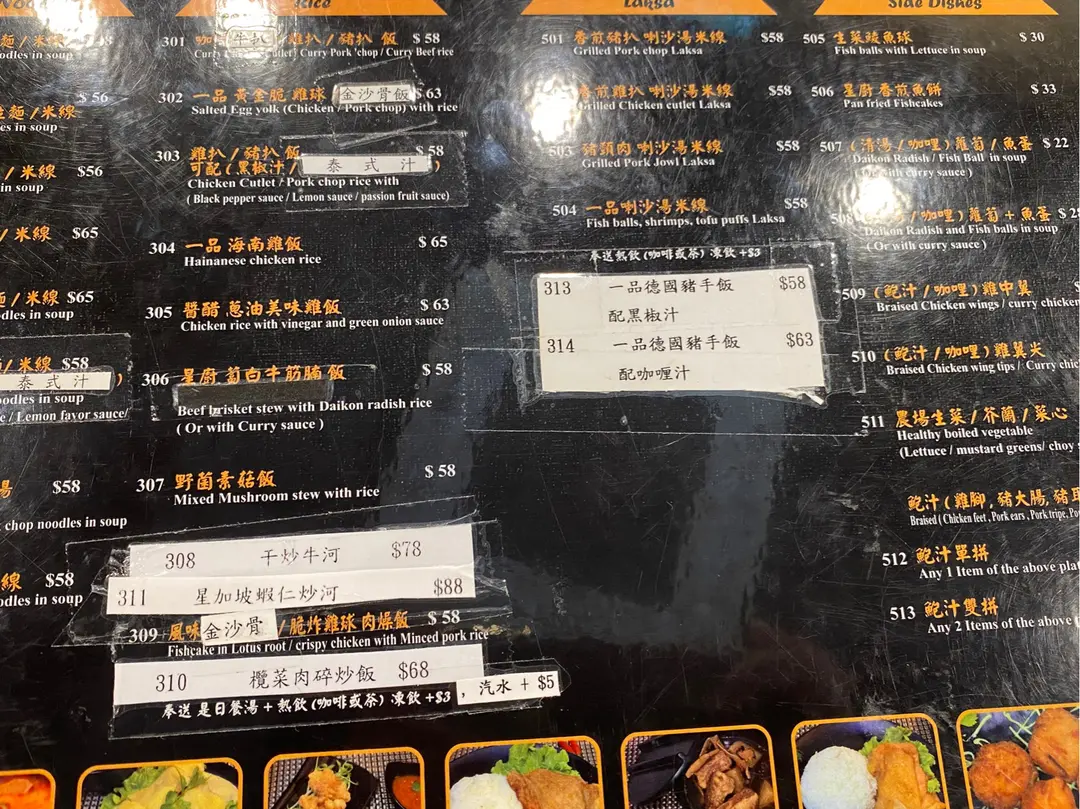 Rice
Laksa
Side Dishes
麵 / 米線
odles in soup
$ 56
麵 / 米線
les in soup
/ 米線 $56
in soup
/ 米線 $65
麵 / 米線 $65
dles in soup
/ 米線 $58
泰 式 汁 )
noodles in soup
e / Lemon favor sauce/
湯 $58
chop noodles in soup
線 $58
odles in soup
301 咖 牛扒 / 雞扒 / 豬扒 飯 $ 58
Curry Pork 'chop / Curry Beef rice
302 一品 黃金脆 雞球 / 金沙骨飯 $ 63
Salted Egg yolk (Chicken / Pork chop) with rice
303 雞扒 / 豬扒 飯 $ 58
可配 ( 黑椒汁 / 泰 式 汁 )
Chicken Cutlet / Pork chop rice with
( Black pepper sauce / Lemon sauce / passion fruit sauce)
304 一品 海南雞飯 $ 65
Hainanese chicken rice
305 醬醋 蔥油美味雞飯 $ 63
Chicken rice with vinegar and green onion sauce
306 星廚 蔔白牛筋腩飯 $ 58
Beef brisket stew with Daikon radish rice
( Or with Curry sauce )
307 野菌素菇飯 $ 58
Mixed Mushroom stew with rice
308 干炒牛河 $78
311 星加坡蝦仁炒河 $88
309 風味 金沙骨 / 脆炸雞球 肉燥飯 $ 58
Fishcake in Lotus root / crispy chicken with Minced pork rice
310 欖菜肉碎炒飯 $68
奉送 是日餐湯 + 熱飲 (咖啡或茶) 凍飲 +$3 , 汽水 + $5
501 香煎豬扒 喇沙湯米線 $58
Grilled Pork chop Laksa
香煎雞扒 喇沙湯米線 $58
Grilled Chicken cutlet Laksa
503 豬頸肉 喇沙湯米線 $58
Grilled Pork Jowl Laksa
504 一品喇沙湯米線 $58
Fish balls, shrimps, tofu puffs Laksa
奉送熱飲 (咖啡或茶) 凍飲 +$3
313 一品德國豬手飯 $58
配黑椒汁
314 一品德國豬手飯 $63
配咖喱汁
505 生菜鯪魚球 $ 30
Fish balls with Lettuce in soup
506 星廚 香煎魚餅 $ 33
Pan fried Fishcakes
507 ( 清湯 / 咖哩 ) 蘿蔔 / 魚蛋 $ 22
Daikon Radish / Fish Ball in soup
( Or with curry sauce )
508 / 咖哩 ) 蘿蔔 + 魚蛋
Daikon Radish and Fish balls in soup
( Or with curry sauce )
509 ( 鮑汁 / 咖哩 ) 雞中翼
Braised Chicken wings / curry chicken
510 ( 鮑汁 / 咖哩 ) 雞翼尖
Braised Chicken wing tips / Curry chic
511 農場生菜 / 芥蘭 / 菜心
Healthy boiled vegetable
(Lettuce / mustard greens/ choy
鮑汁 ( 雞腳, 豬大腸, 豬耳
Braised ( Chicken feet , Pork ears , Pork tripe, Po
512 鮑汁單拼
Any 1 Item of the above plat
513 鮑汁雙拼
Any 2 Items of the above